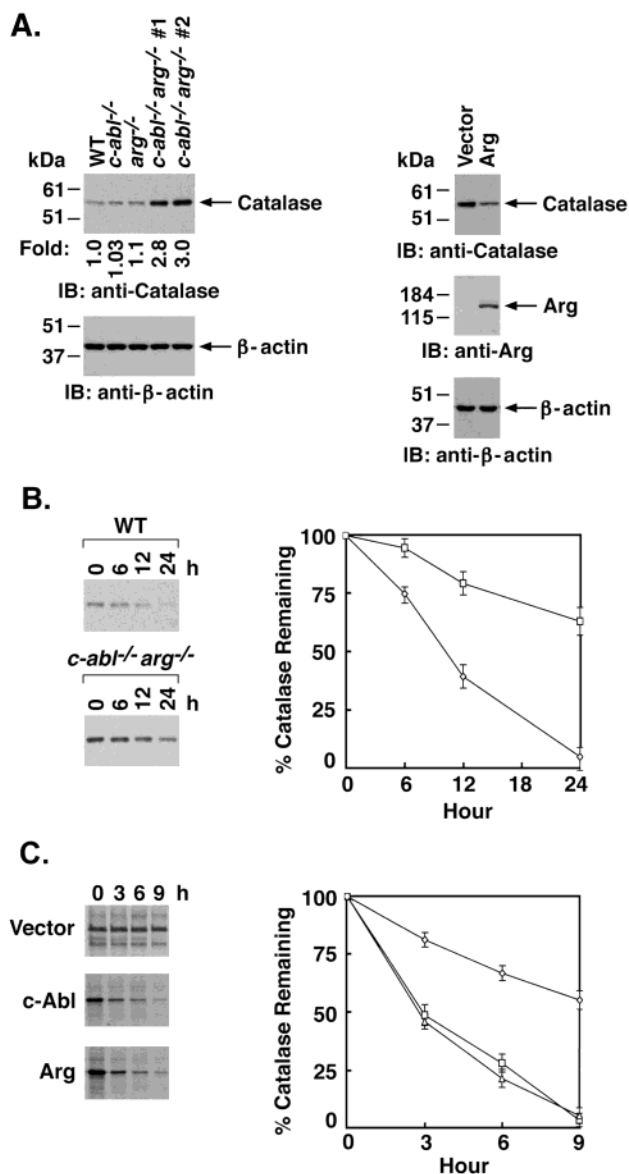 A.
kDa
WT
c-abl-/-
arg-/-
c-abl-/- arg-/- #1
c-abl-/- arg-/- #2
61
51
Catalase
Fold: 1.0 1.03 1.1 2.8 3.0
IB: anti-Catalase
51
37
β-actin
IB: anti-β-actin
kDa
Vector
Arg
61
51
Catalase
IB: anti-Catalase
184
115
Arg
IB: anti-Arg
51
37
β-actin
IB: anti-β-actin
B.
WT
0 6 12 24 h
c-abl-/- arg-/-
0 6 12 24 h
% Catalase Remaining
100
75
50
25
0
0 6 12 18 24
Hour
C.
0 3 6 9 h
Vector
c-Abl
Arg
% Catalase Remaining
100
75
50
25
0
0 3 6 9
Hour